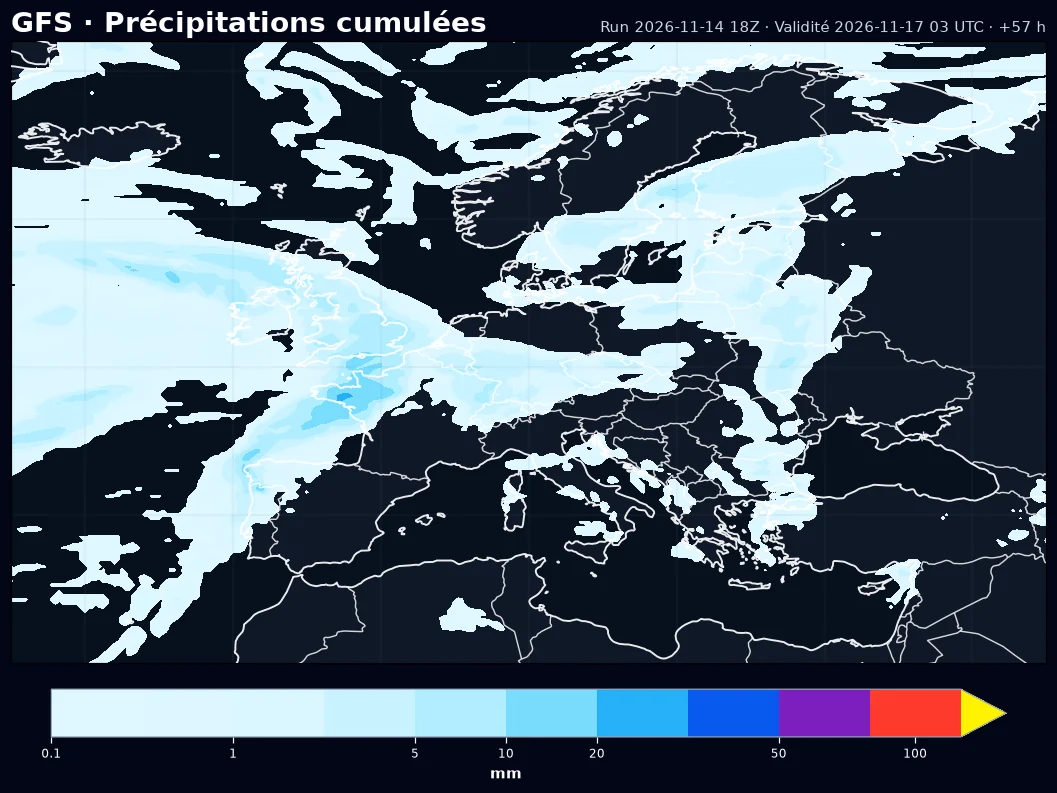 GFS · Précipitations cumulées
Run 2026-11-14 18Z · Validité 2026-11-17 03 UTC · +57 h
0.1 1 5 10 20 50 100
mm